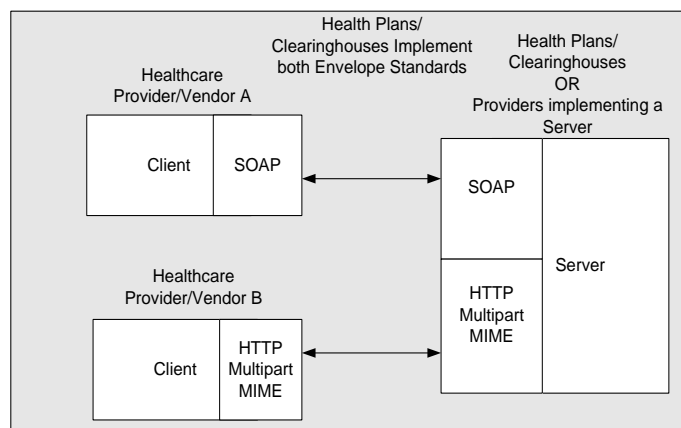 Health Plans/
Clearinghouses Implement
both Envelope Standards
Health Plans/
Clearinghouses
OR
Providers implementing a
Server
Healthcare
Provider/Vendor A
Client
SOAP
SOAP
Server
HTTP
Multipart
MIME
Healthcare
Provider/Vendor B
Client
HTTP
Multipart
MIME